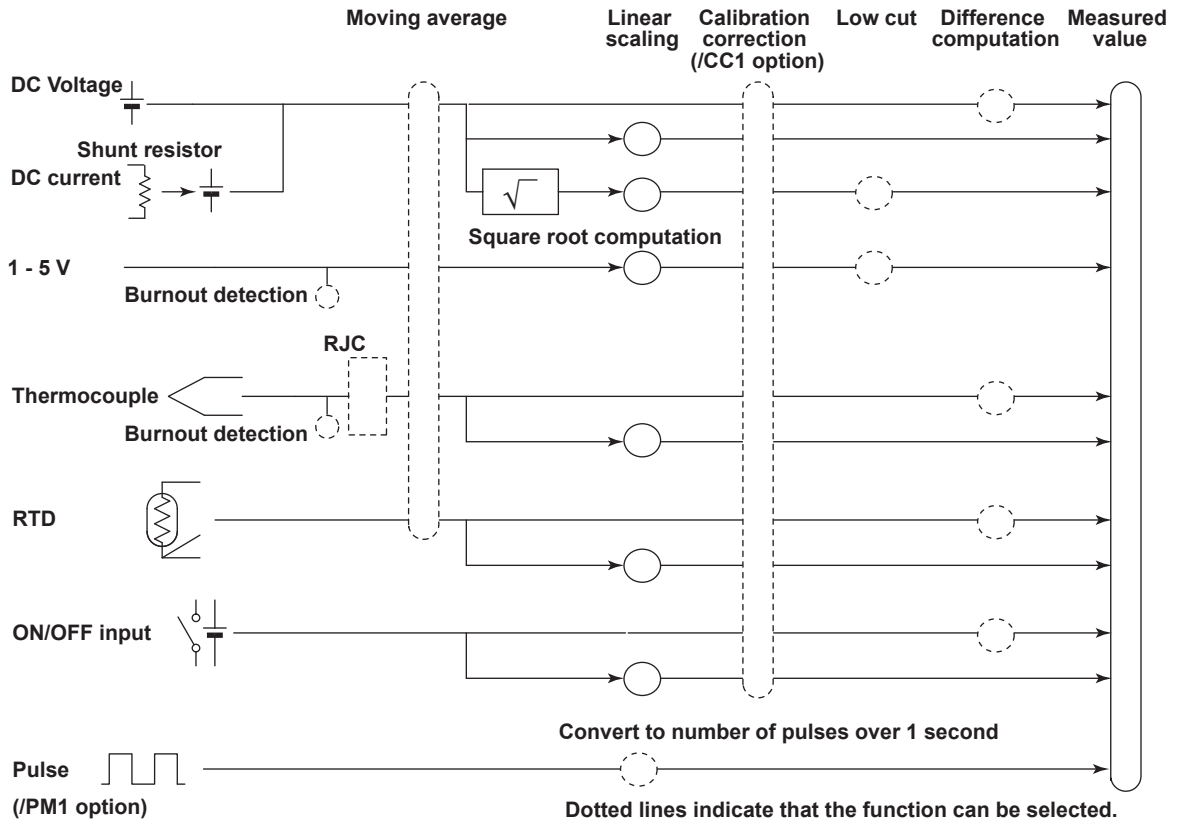 Moving average
Linear
scaling
Calibration
correction
(/CC1 option)
Low cut
Difference
computation
Measured
value
DC Voltage
Shunt resistor
DC current
√
Square root computation
1 - 5 V
Burnout detection
RJC
Thermocouple
Burnout detection
RTD
ON/OFF input
Convert to number of pulses over 1 second
Pulse
(/PM1 option)
Dotted lines indicate that the function can be selected.